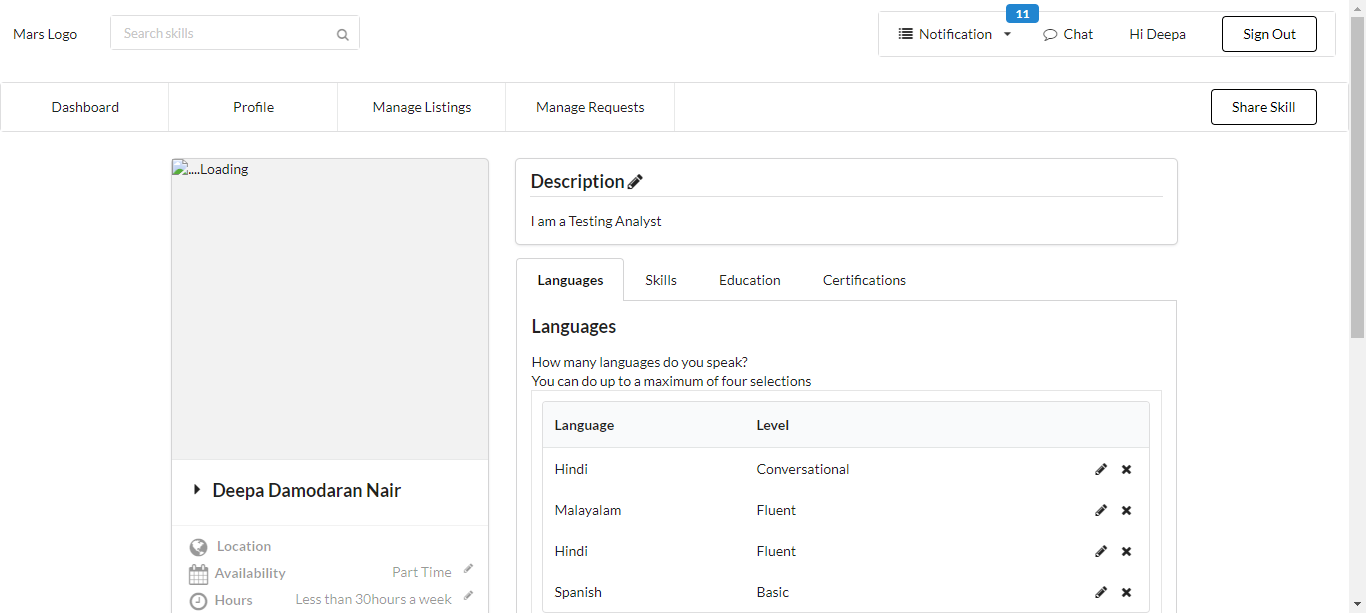 11
Mars Logo Search skills Notification Chat Hi Deepa Sign Out
Dashboard Profile Manage Listings Manage Requests Share Skill
....Loading
Description
I am a Testing Analyst
Languages Skills Education Certifications
Languages
How many languages do you speak?
You can do up to a maximum of four selections
Language Level
Hindi Conversational
Malayalam Fluent
Hindi Fluent
Spanish Basic
Deepa Damodaran Nair
Location
Availability Part Time
Hours Less than 30hours a week